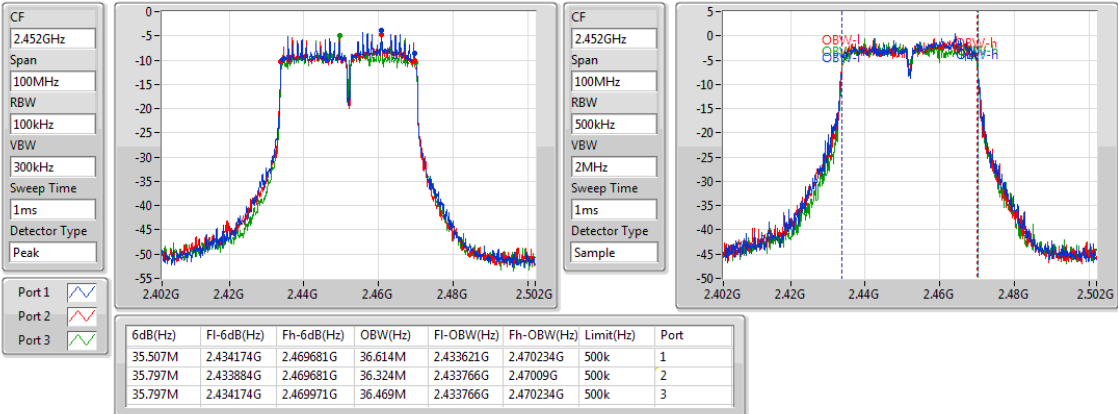 CF
2.452GHz
Span
100MHz
RBW
100kHz
VBW
300kHz
Sweep Time
1ms
Detector Type
Peak
0
-5
-10
-15
-20
-25
-30
-35
-40
-45
-50
-55
2.402G 2.42G 2.44G 2.46G 2.48G 2.502G
CF
2.452GHz
Span
100MHz
RBW
500kHz
VBW
2MHz
Sweep Time
1ms
Detector Type
Sample
5
0
-5
-10
-15
-20
-25
-30
-35
-40
-45
-50
OBW-l
OBW-h
OBW-l
OBW-h
2.402G 2.42G 2.44G 2.46G 2.48G 2.502G
Port 1
Port 2
Port 3
6dB(Hz) Fl-6dB(Hz) Fh-6dB(Hz) OBW(Hz) Fl-OBW(Hz) Fh-OBW(Hz) Limit(Hz) Port
35.507M 2.434174G 2.469681G 36.614M 2.433621G 2.470234G 500k 1
35.797M 2.433884G 2.469681G 36.324M 2.433766G 2.47009G 500k 2
35.797M 2.434174G 2.469971G 36.469M 2.433766G 2.470234G 500k 3